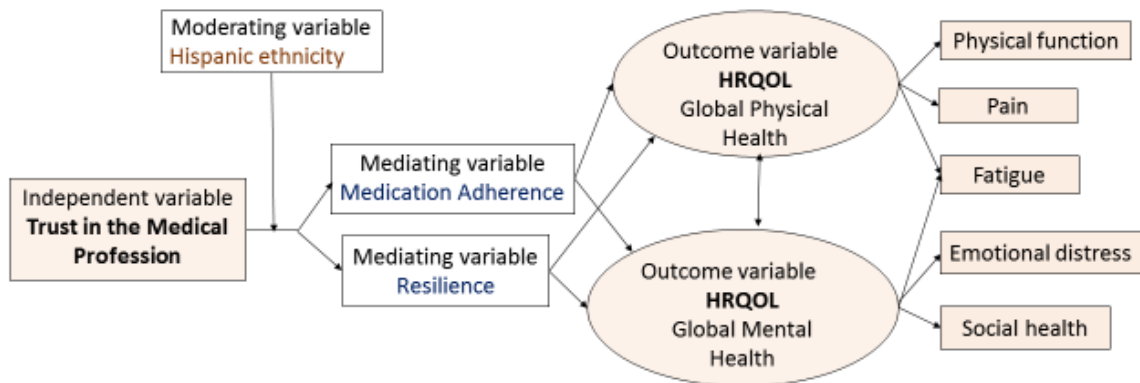 Moderating variable
Hispanic ethnicity
Independent variable
Trust in the Medical
Profession
Mediating variable
Medication Adherence
Mediating variable
Resilience
Outcome variable
HRQOL
Global Physical
Health
Outcome variable
HRQOL
Global Mental
Health
Physical function
Pain
Fatigue
Emotional distress
Social health